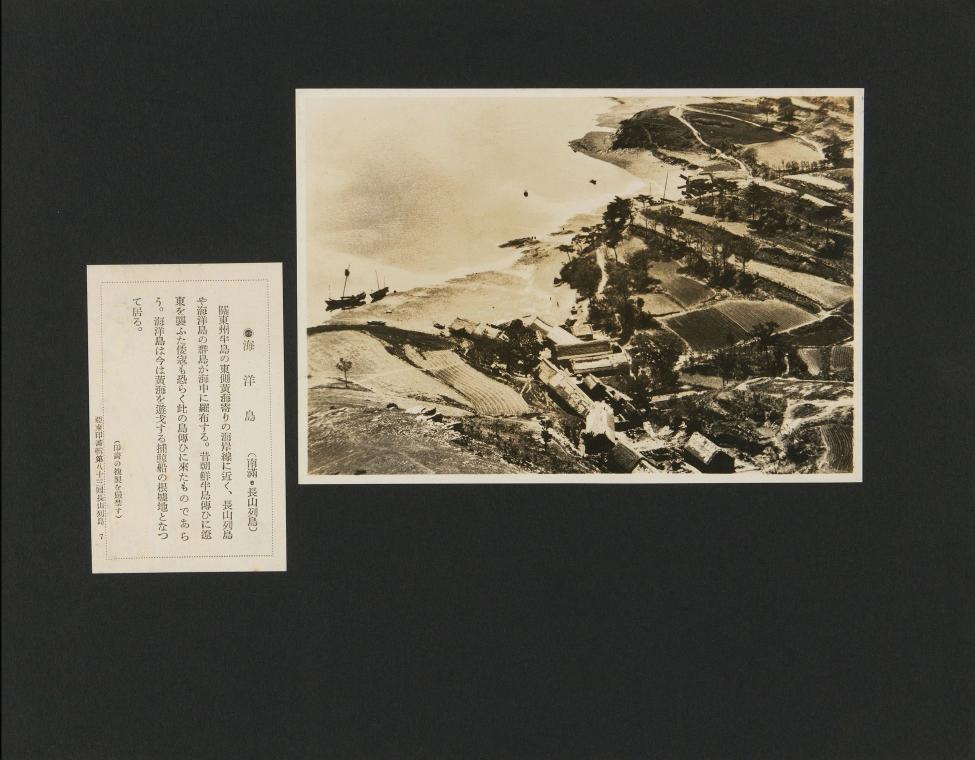 ◉海洋島　（南滿・長山列島）
關東州半島の東側黃海寄りの海岸線に近く、長山列島
や海洋島の群島が海中に羅布する。昔朝鮮半島傳ひに遼
東を襲ふた倭寇も恐らく此の島傳ひに來たものであら
う。海洋島は今は黃海を遊弋する捕鯨船の根據地となつ
て居る。
（印畫の複製を嚴禁す）
亞東印畫輯第八十三回長山列島　7